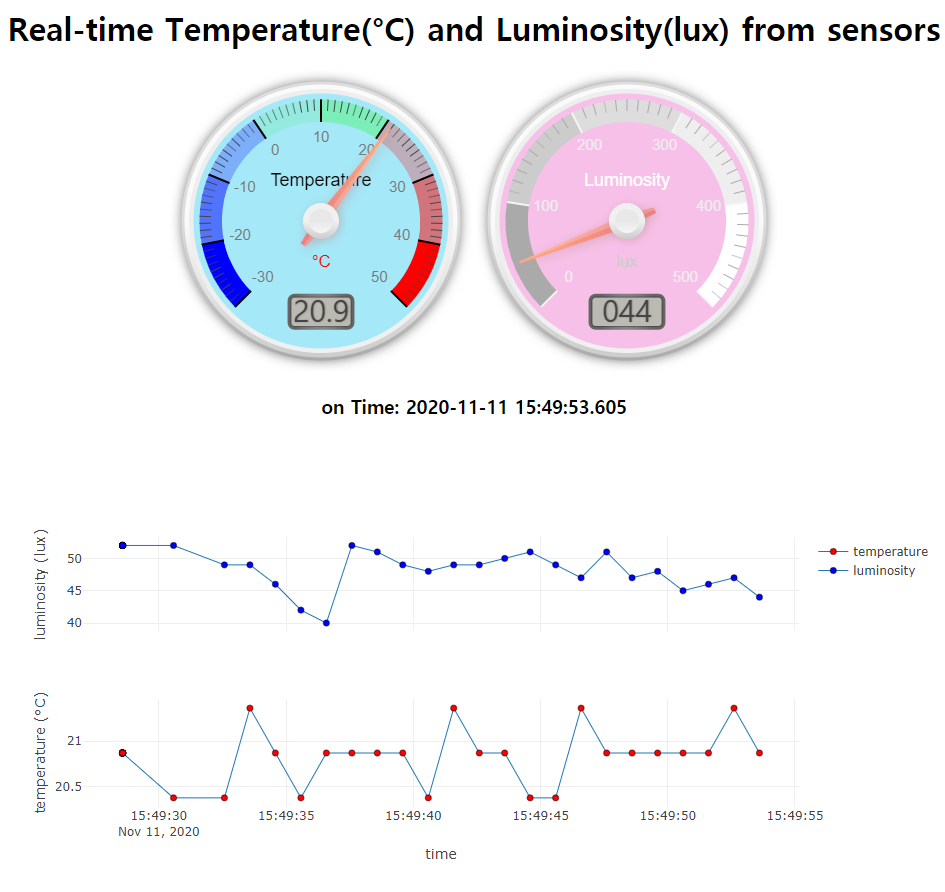 Real-time Temperature(°C) and Luminosity(lux) from sensors
-30 -20 -10 0 10 20 30 40 50
Temperature
°C
20.9
0 100 200 300 400 500
Luminosity
lux
044
on Time: 2020-11-11 15:49:53.605
luminosity (lux)
50
45
40
temperature
luminosity
temperature (°C)
21
20.5
15:49:30 15:49:35 15:49:40 15:49:45 15:49:50 15:49:55
Nov 11, 2020
time